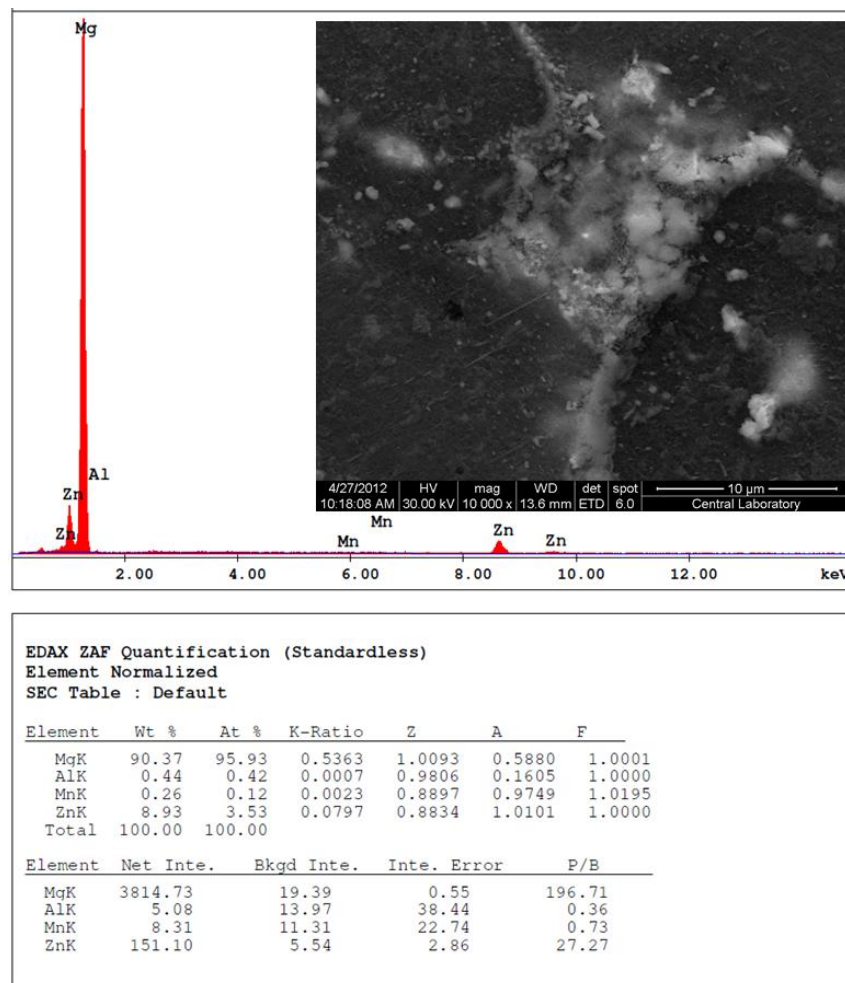 Mg
Al
Zn
Zn
Mn
Mn
Zn
Zn
4/27/2012 HV mag WD det spot 10 µm
10:18:08 AM 30.00 kV 10 000 x 13.6 mm ETD 6.0 Central Laboratory
2.00 4.00 6.00 8.00 10.00 12.00 keV
EDAX ZAF Quantification (Standardless)
Element Normalized
SEC Table : Default
Element Wt % At % K-Ratio Z A F
MgK 90.37 95.93 0.5363 1.0093 0.5880 1.0001
AlK 0.44 0.42 0.0007 0.9806 0.1605 1.0000
MnK 0.26 0.12 0.0023 0.8897 0.9749 1.0195
ZnK 8.93 3.53 0.0797 0.8834 1.0101 1.0000
Total 100.00 100.00
Element Net Inte. Bkgd Inte. Inte. Error P/B
MgK 3814.73 19.39 0.55 196.71
AlK 5.08 13.97 38.44 0.36
MnK 8.31 11.31 22.74 0.73
ZnK 151.10 5.54 2.86 27.27